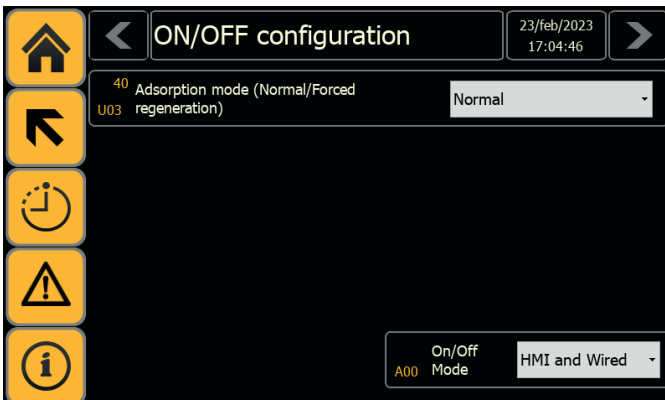 ON/OFF configuration
23/feb/2023
17:04:46
40
U03
Adsorption mode (Normal/Forced
regeneration)
Normal
A00
On/Off
Mode
HMI and Wired